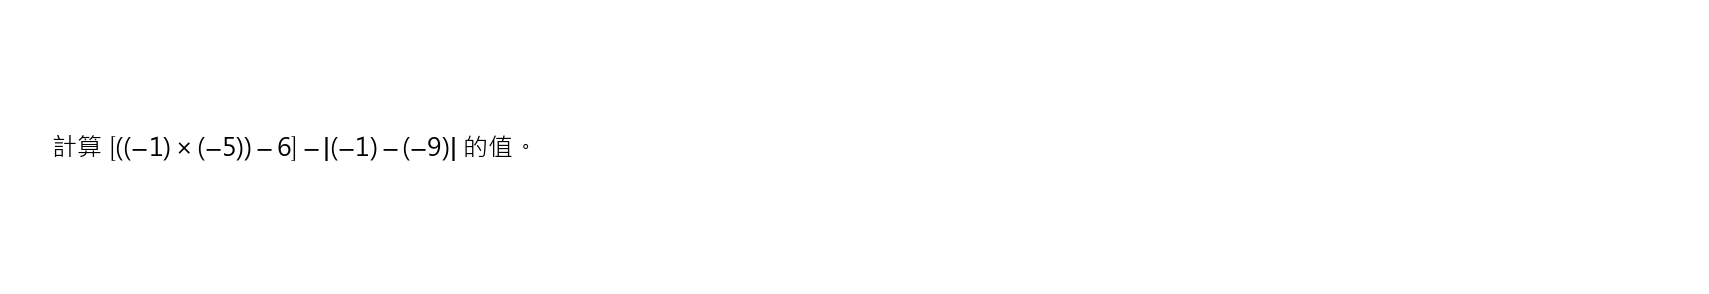 計算 [((−1) × (−5)) − 6] − |(−1) − (−9)| 的值。